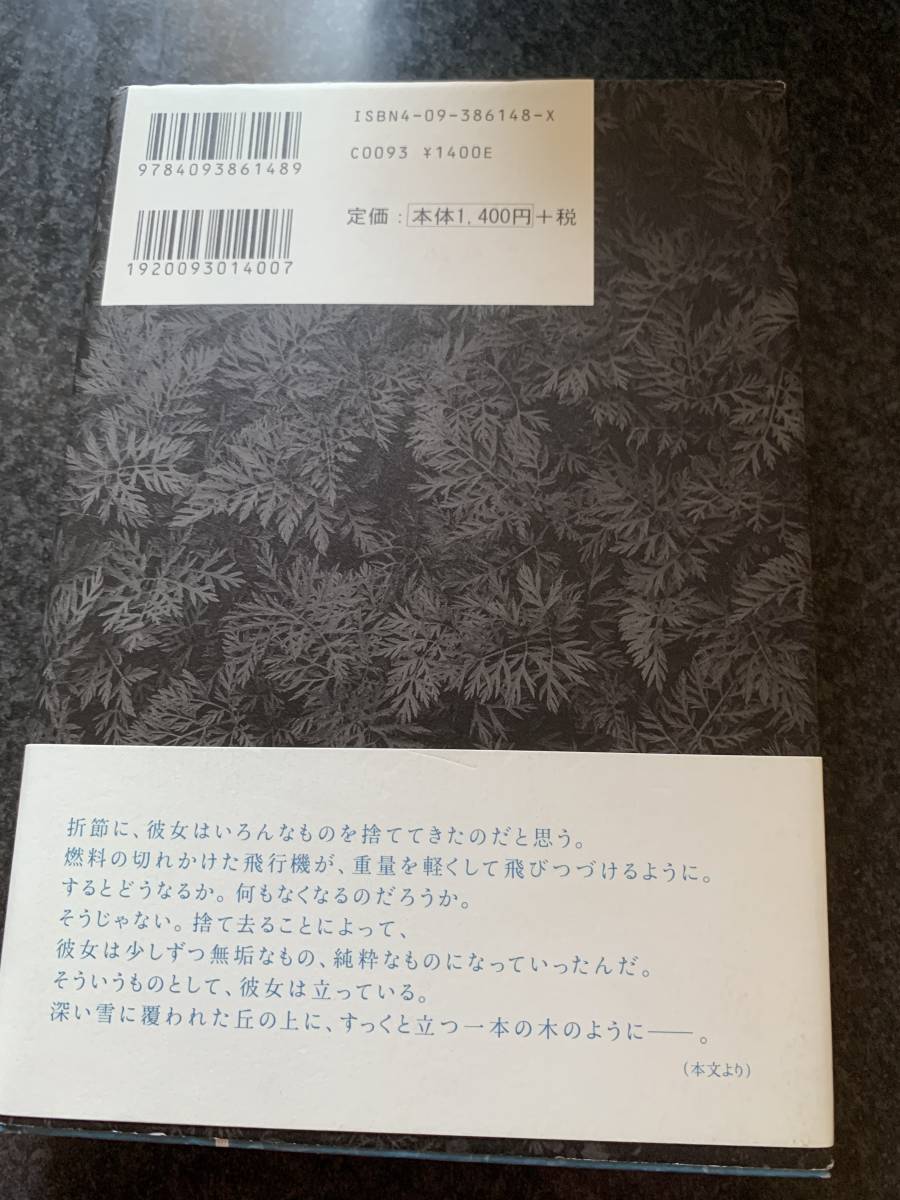 ISBN4-09-386148-X
C0093 ¥1400E
9784093861489
定価：本体1,400円+税
1920093014007
折節に、彼女はいろんなものを捨ててきたのだと思う。
燃料の切れかけた飛行機が、重量を軽くして飛びつづけるように。
するとどうなるか。何もなくなるのだろうか。
そうじゃない。捨て去ることによって、
彼女は少しずつ無垢なもの、純粋なものになっていったんだ。
そういうものとして、彼女は立っている。
深い雪に覆われた丘の上に、すっくと立つ一本の木のように――。
（本文より）